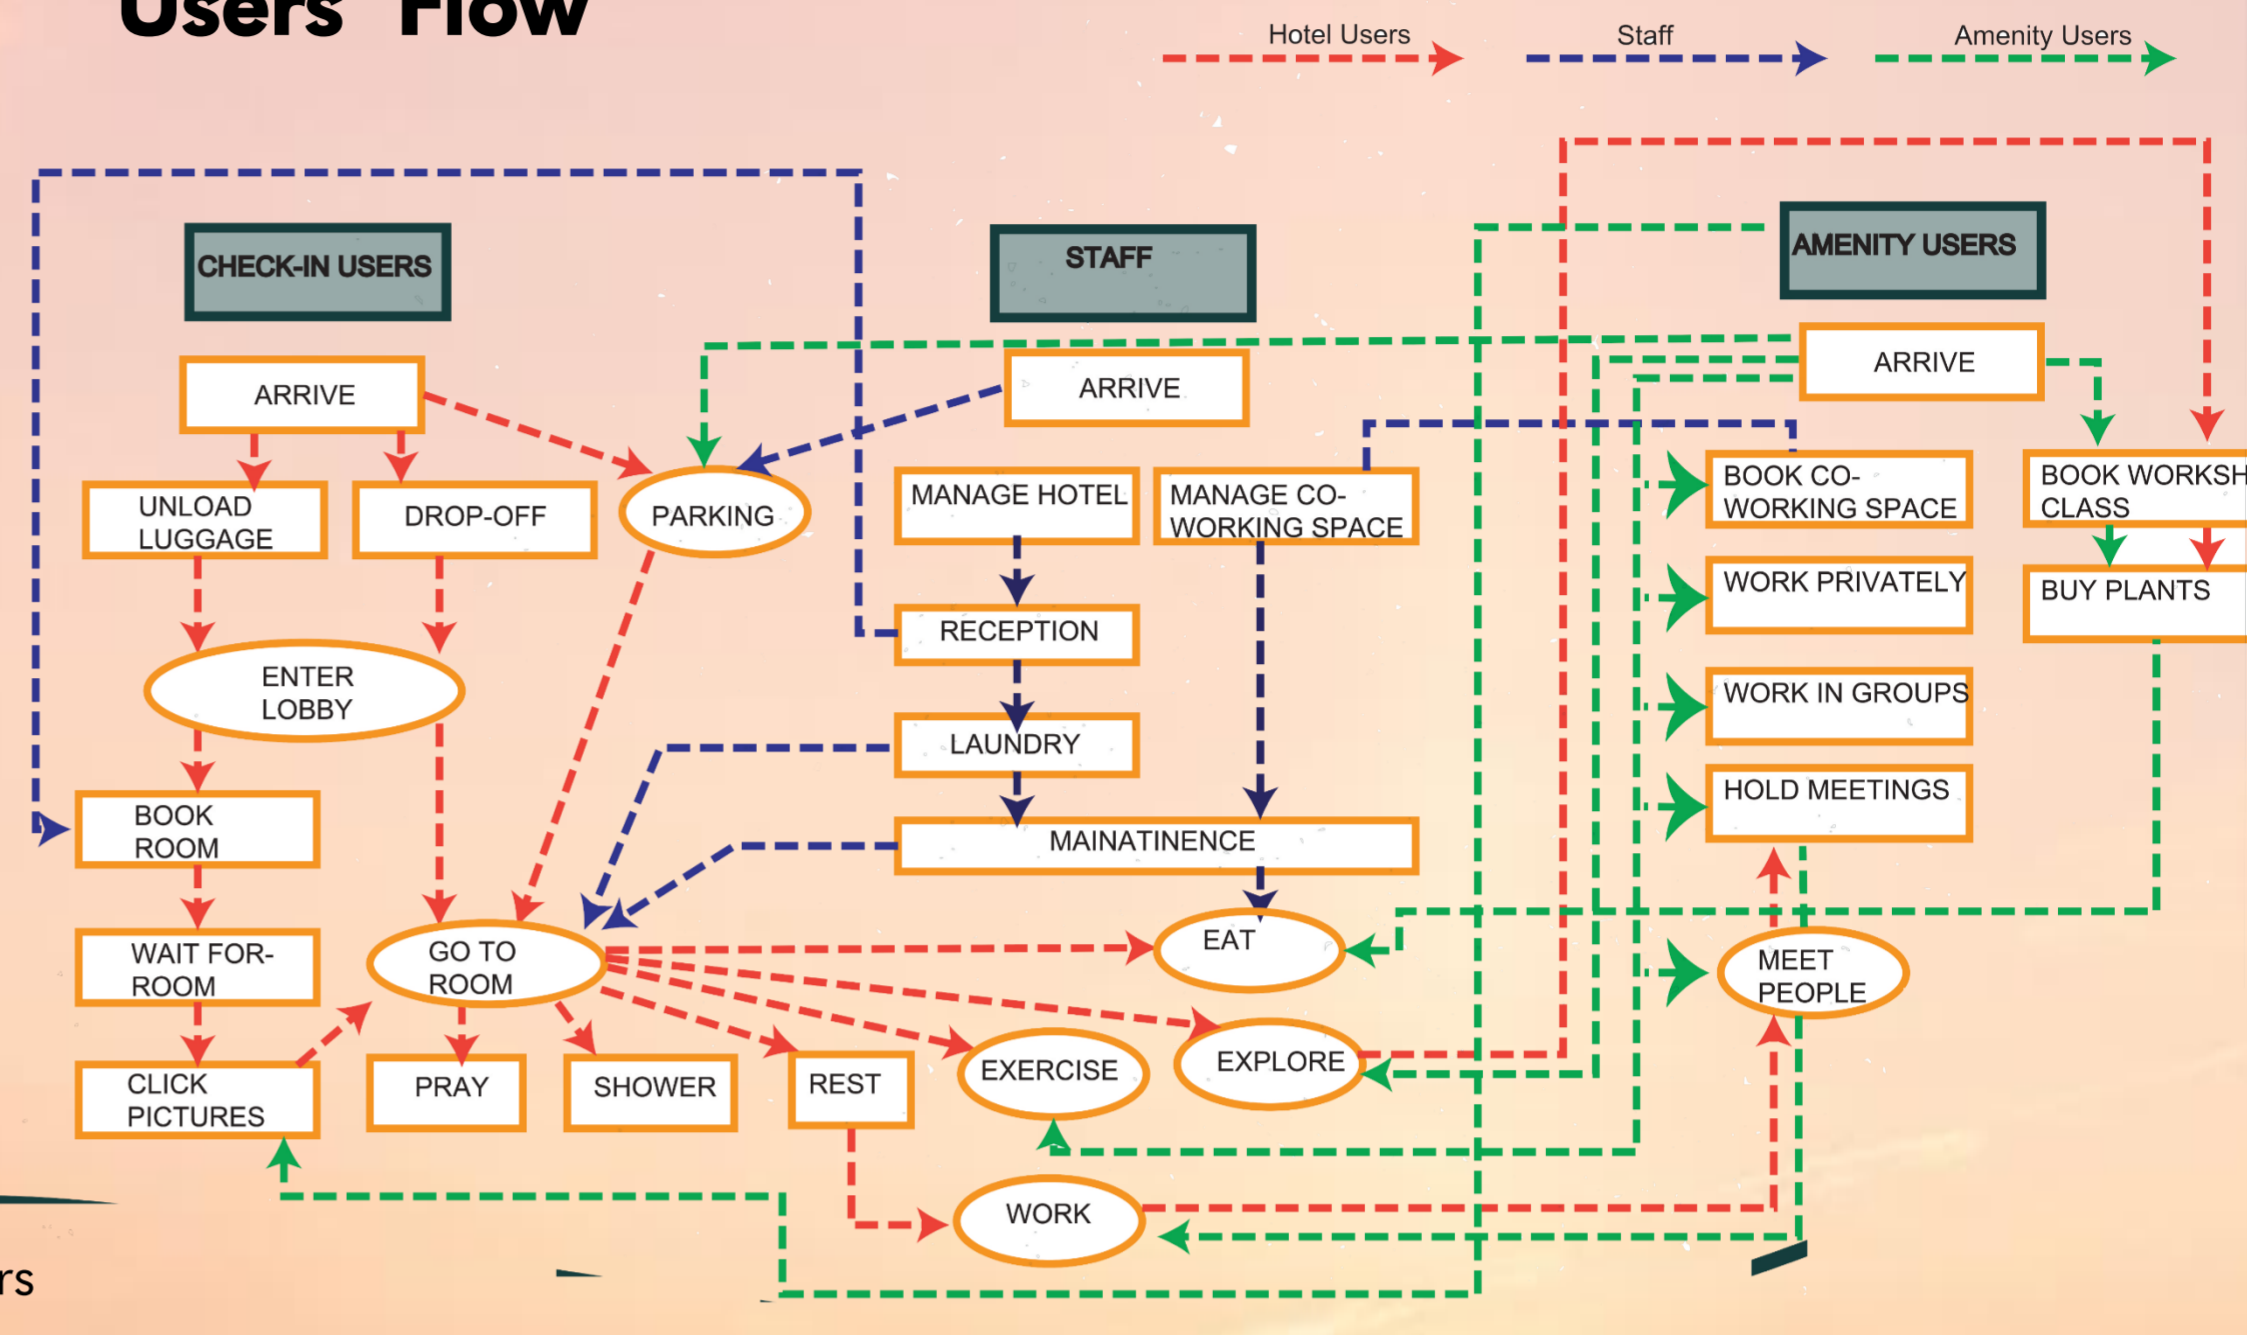 Users' Flow
Hotel Users
Staff
Amenity Users
CHECK-IN USERS
STAFF
AMENITY USERS
ARRIVE
ARRIVE
ARRIVE
UNLOAD
LUGGAGE
DROP-OFF
PARKING
MANAGE HOTEL
MANAGE CO-
WORKING SPACE
BOOK CO-
WORKING SPACE
BOOK WORKSH
CLASS
WORK PRIVATELY
BUY PLANTS
RECEPTION
ENTER
LOBBY
WORK IN GROUPS
LAUNDRY
HOLD MEETINGS
BOOK
ROOM
MAINATINENCE
WAIT FOR-
ROOM
GO TO
ROOM
EAT
MEET
PEOPLE
CLICK
PICTURES
PRAY
SHOWER
REST
EXERCISE
EXPLORE
WORK
rs